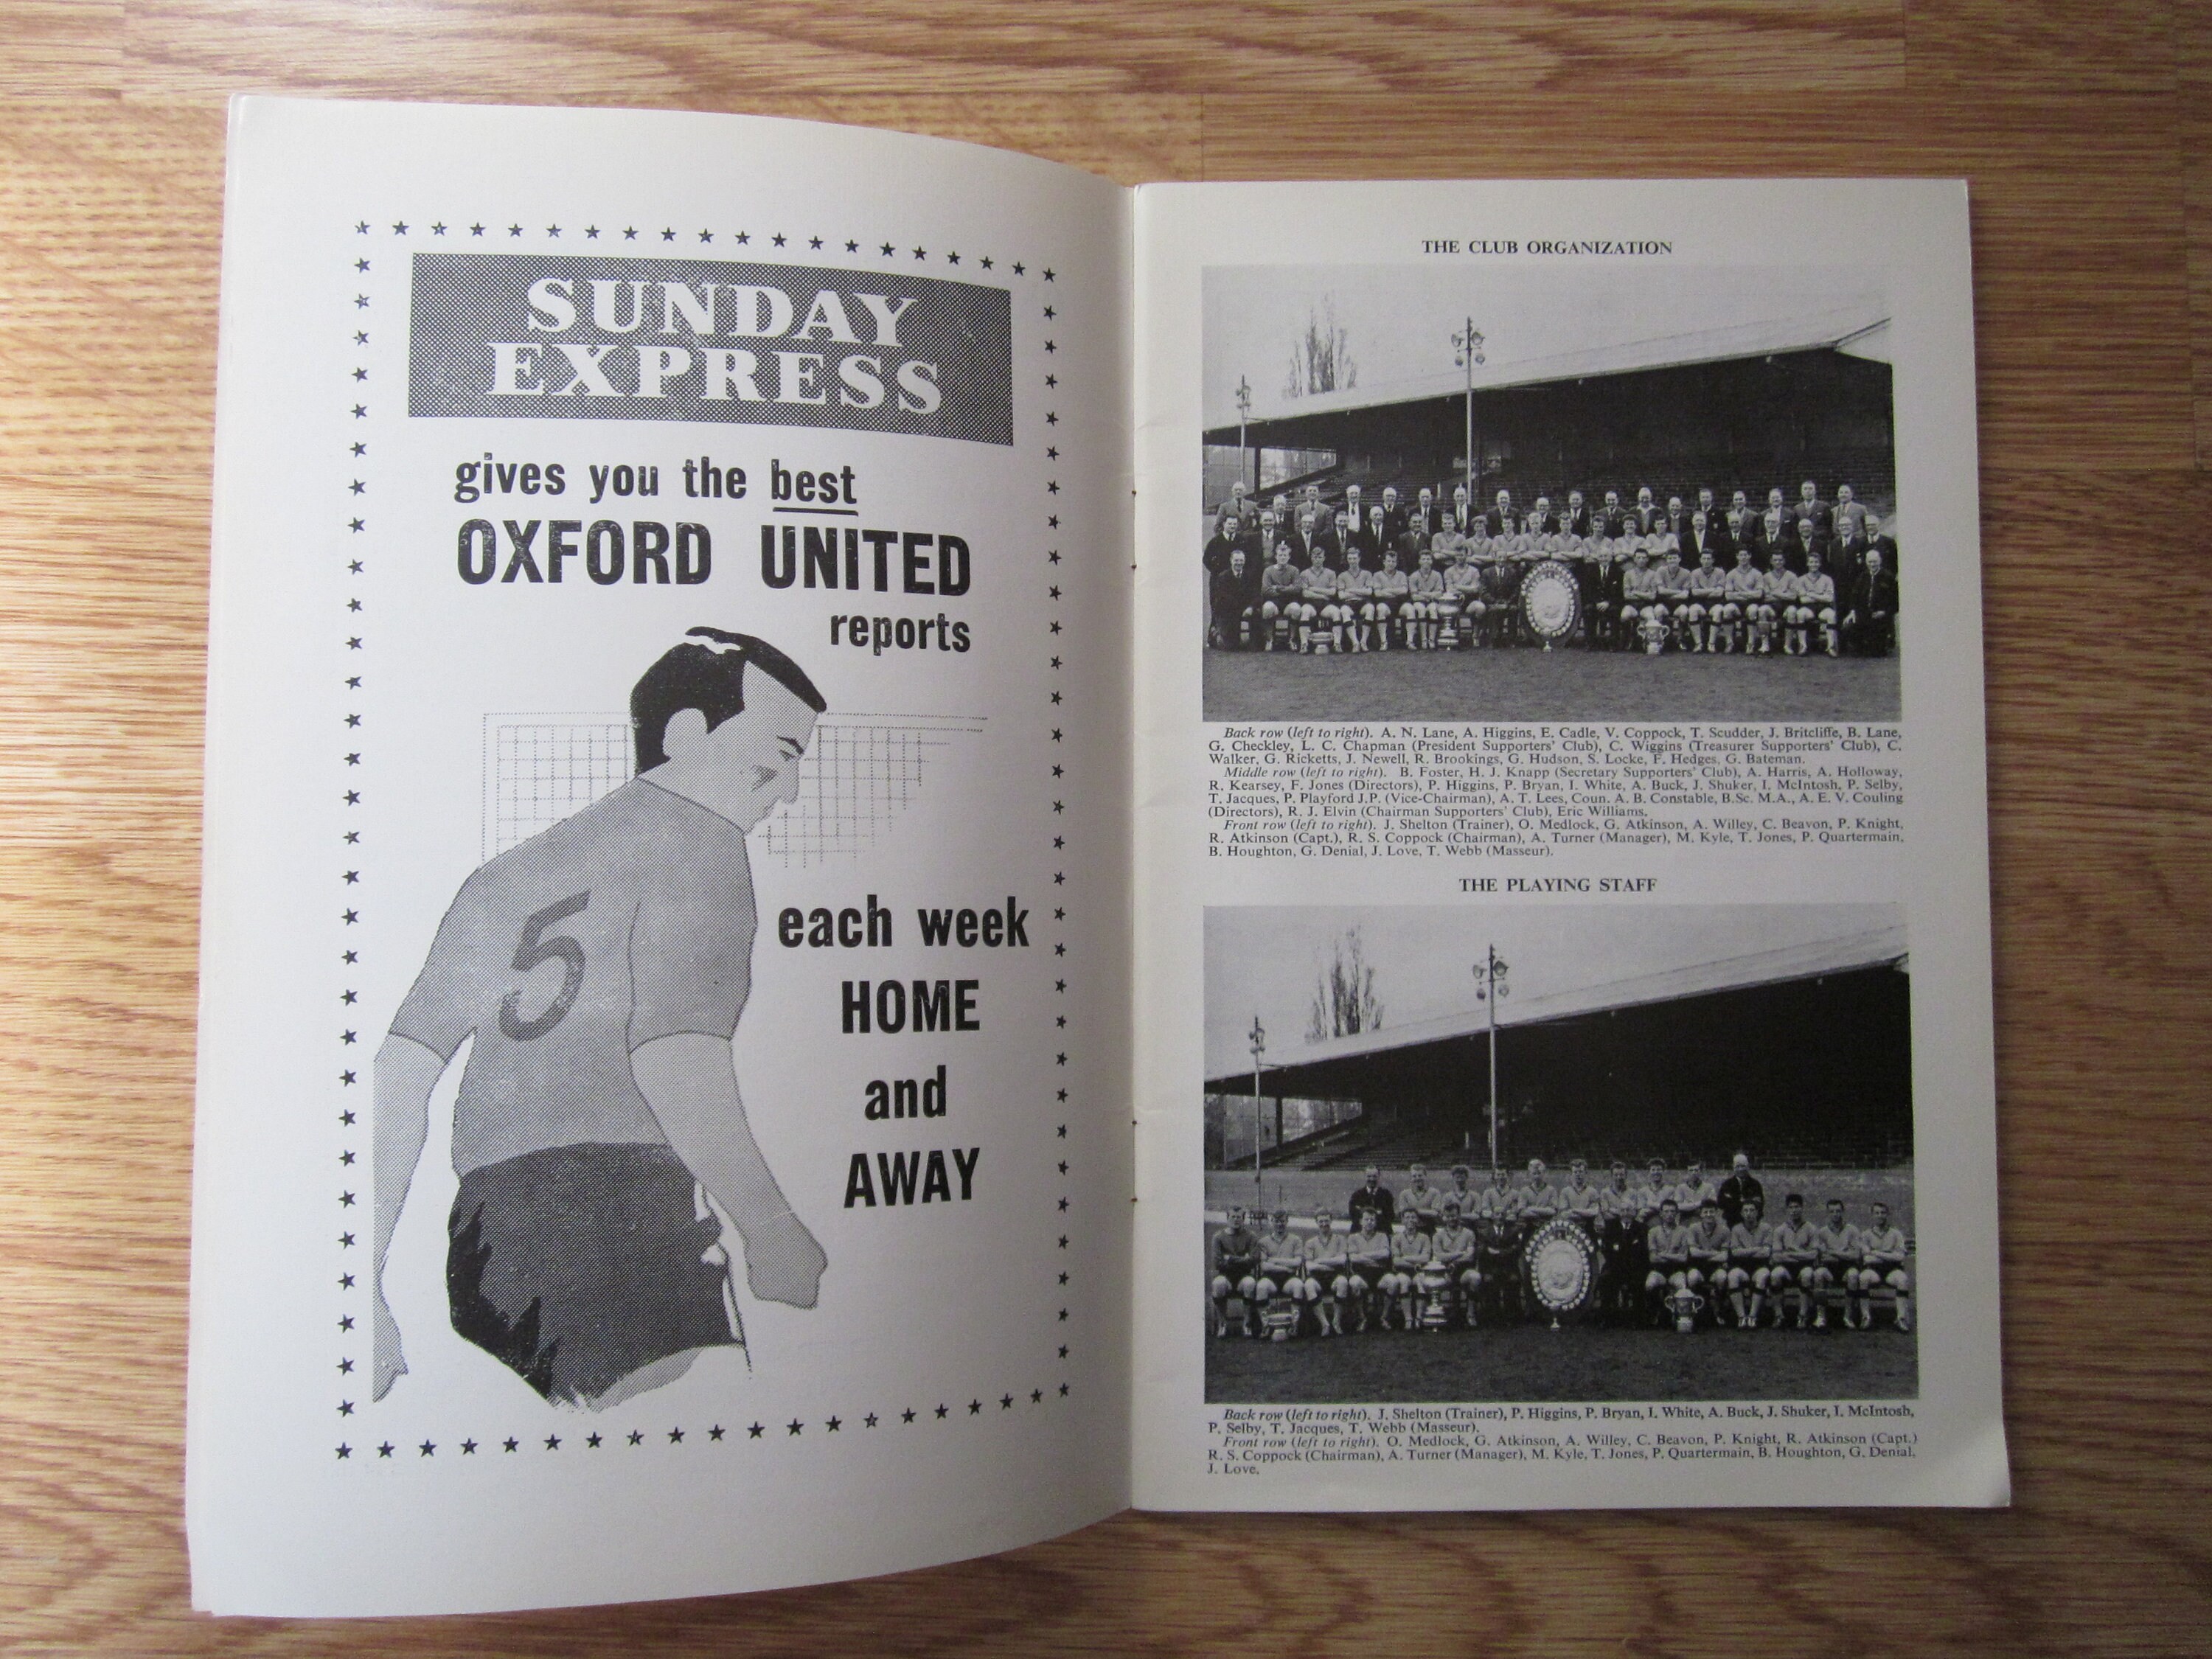 SUNDAY
EXPRESS
gives you the best
OXFORD UNITED
reports
5
each week
HOME
and
AWAY
THE CLUB ORGANIZATION
Back row (left to right). A. N. Lane, A. Higgins, E. Cadle, V. Coppock, T. Scudder, J. Britcliffe, B. Lane,
G. Checkley, L. C. Chapman (President Supporters' Club), C. Wiggins (Treasurer Supporters' Club), C.
Walker, G. Ricketts, J. Newell, R. Brookings, G. Hudson, S. Locke, F. Hedges, G. Bateman.
Middle row (left to right). B. Foster, H. J. Knapp (Secretary Supporters' Club), A. Harris, A. Holloway,
R. Kearsey, F. Jones (Directors), P. Higgins, P. Bryan, I. White, A. Buck, J. Shuker, I. McIntosh, P. Selby,
T. Jacques, P. Playford J.P. (Vice-Chairman), A. T. Lees, Coun. A. B. Constable, B.Sc. M.A., A. E. V. Couling
(Directors), R. J. Elvin (Chairman Supporters' Club), Eric Williams.
Front row (left to right). J. Shelton (Trainer), O. Medlock, G. Atkinson, A. Willey, C. Beavon, P. Knight,
R. Atkinson (Capt.), R. S. Coppock (Chairman), A. Turner (Manager), M. Kyle, T. Jones, P. Quartermain,
B. Houghton, G. Denial, J. Love, T. Webb (Masseur).
THE PLAYING STAFF
Back row (left to right). J. Shelton (Trainer), P. Higgins, P. Bryan, I. White, A. Buck, J. Shuker, I. McIntosh,
P. Selby, T. Jacques, T. Webb (Masseur).
Front row (left to right). O. Medlock, G. Atkinson, A. Willey, C. Beavon, P. Knight, R. Atkinson (Capt.)
R. S. Coppock (Chairman), A. Turner (Manager), M. Kyle, T. Jones, P. Quartermain, B. Houghton, G. Denial,
J. Love.